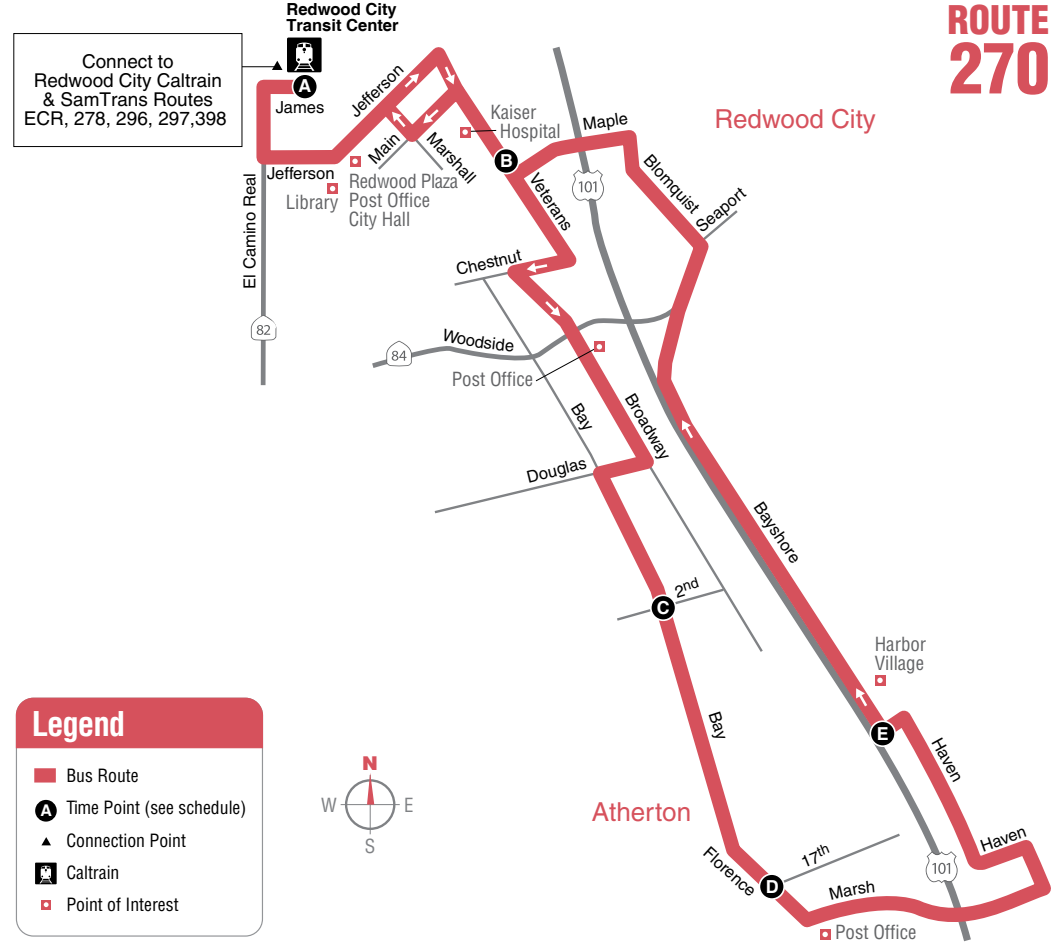 Redwood City
Transit Center
ROUTE
270
Connect to
Redwood City Caltrain
& SamTrans Routes
ECR, 278, 296, 297,398
A
James
Jefferson
Kaiser
Hospital
Maple
Redwood City
Main
Marshall
B
Jefferson
Library
Redwood Plaza
Post Office
City Hall
Veterans
101
Blomquist
Seaport
El Camino Real
Chestnut
82
84
Woodside
Post Office
Bay
Broadway
Douglas
Bayshore
C
2nd
Harbor
Village
E
Bay
Haven
Atherton
Haven
Florence
17th
101
D
Marsh
Post Office
Legend
Bus Route
A
Time Point (see schedule)
Connection Point
Caltrain
Point of Interest
N
W
E
S